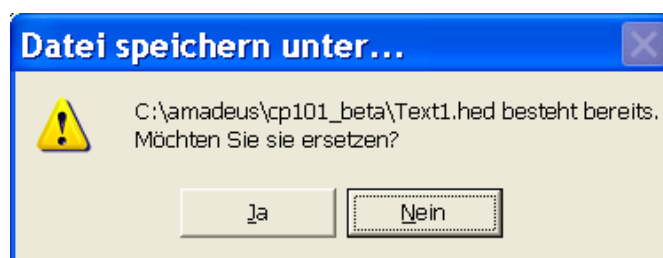 Datei speichern unter...
C:\amadeus\cp101_beta\Text1.hed besteht bereits.
Möchten Sie sie ersetzen?
Ja
Nein